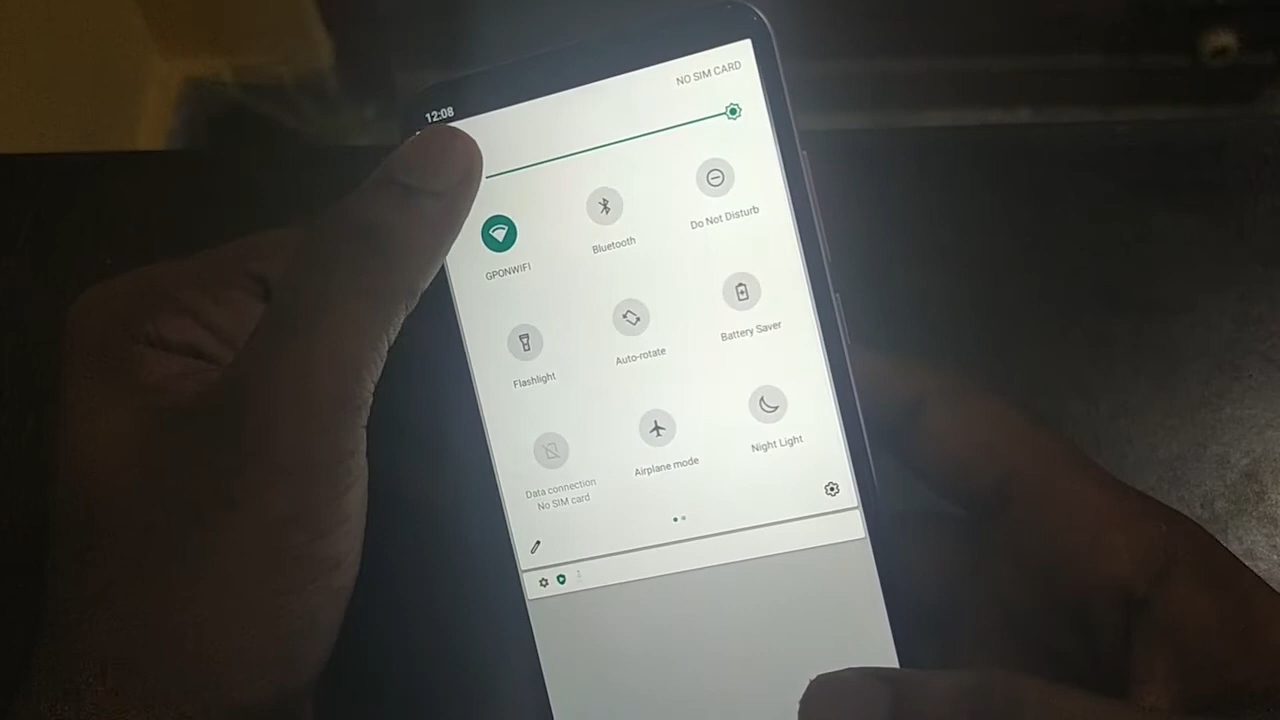 12:08
NO SIM CARD
GPONWIFI
Bluetooth
Do Not Disturb
Flashlight
Auto-rotate
Battery Saver
Data connection
No SIM card
Airplane mode
Night Light